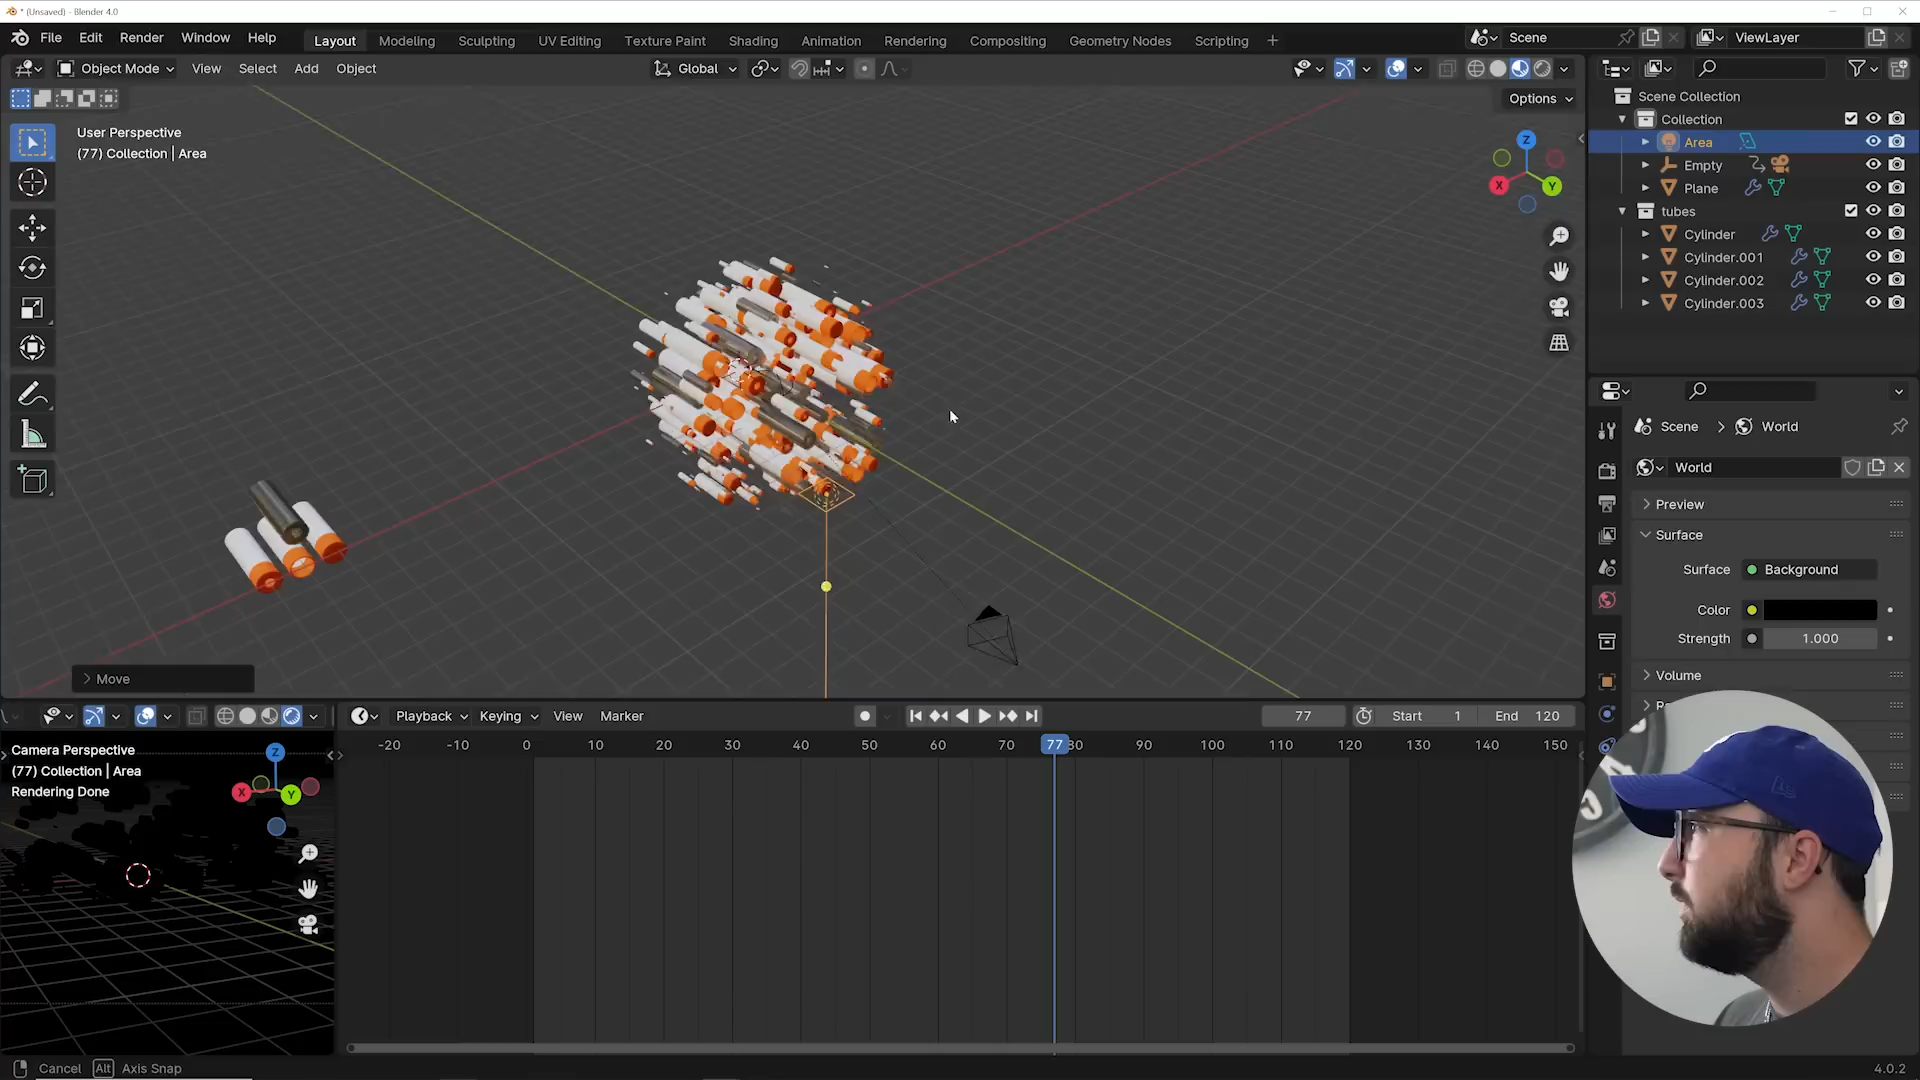 * (Unsaved) - Blender 4.0
File Edit Render Window Help
Layout Modeling Sculpting UV Editing Texture Paint Shading Animation Rendering Compositing Geometry Nodes Scripting +
Scene
ViewLayer
Object Mode View Select Add Object
Global
Options
User Perspective
(77) Collection | Area
Z
X
Y
Move
Scene Collection
Collection
Area
Empty
Plane
tubes
Cylinder
Cylinder.001
Cylinder.002
Cylinder.003
Scene > World
World
Preview
Surface
Surface Background
Color
Strength 1.000
Volume
Playback Keying View Marker
77 Start 1 End 120
-20 -10 0 10 20 30 40 50 60 70 77 80 90 100 110 120 130 140 150
Camera Perspective
(77) Collection | Area
Rendering Done
Z
X
Y
Cancel Alt Axis Snap
4.0.2